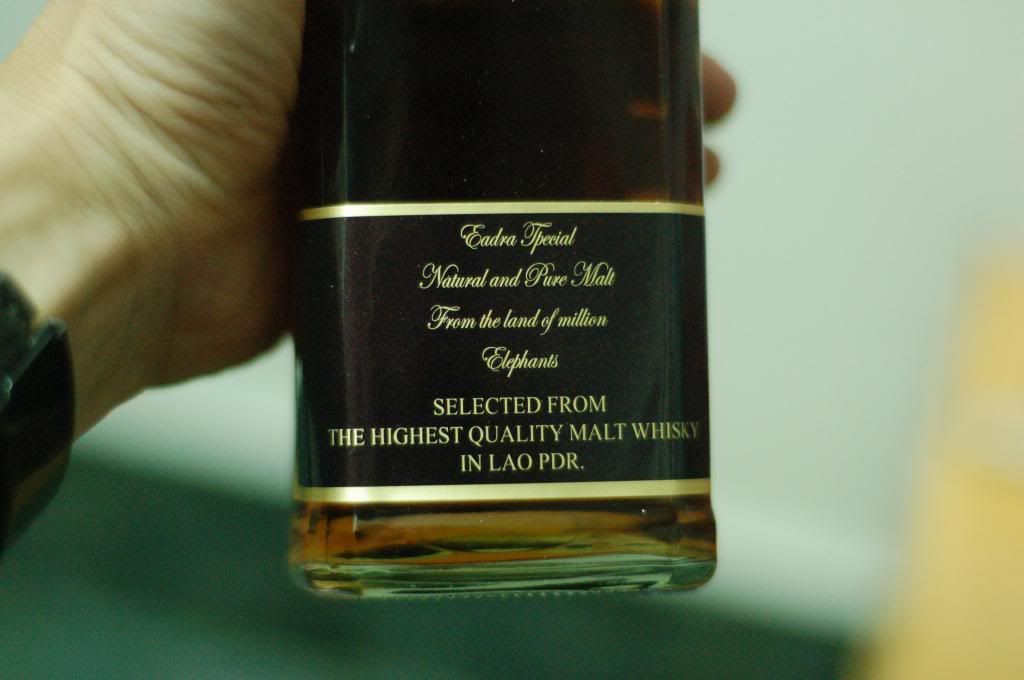 Eadra Tpecial
Natural and Pure Malt
From the land of million
Elephants
SELECTED FROM
THE HIGHEST QUALITY MALT WHISKY
IN LAO PDR.